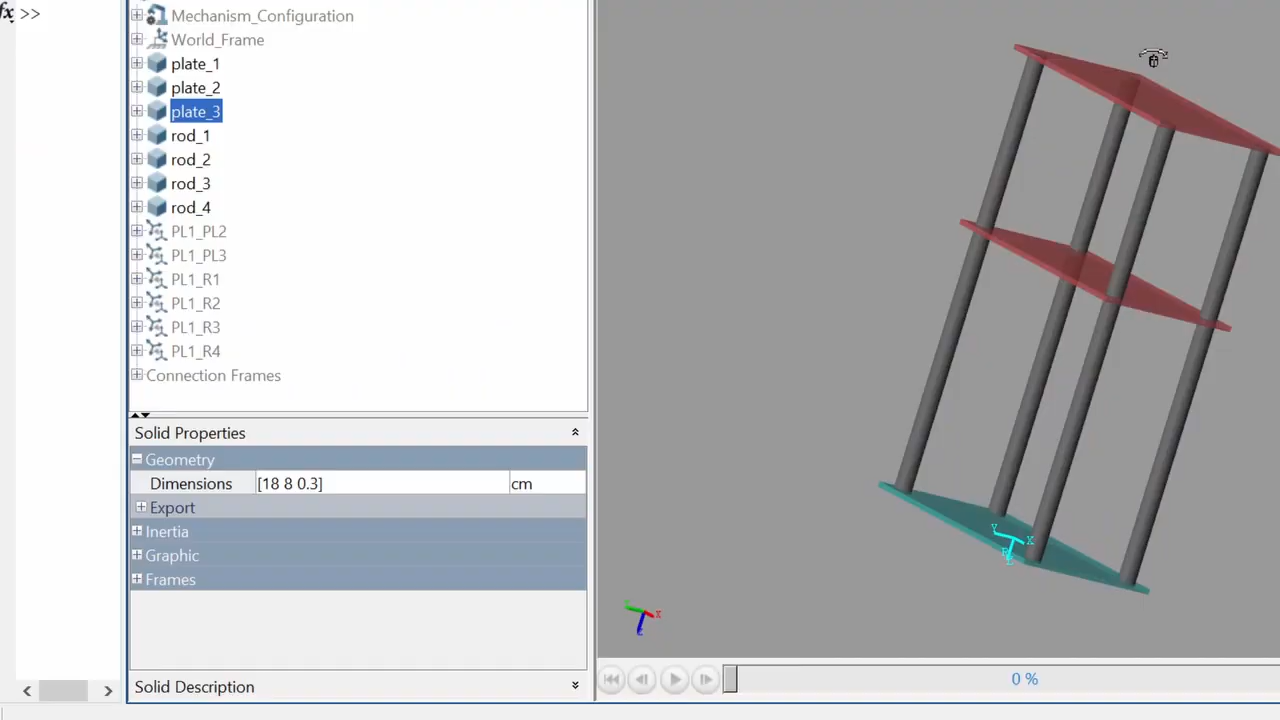 fx >>
Mechanism_Configuration
World_Frame
plate_1
plate_2
plate_3
rod_1
rod_2
rod_3
rod_4
PL1_PL2
PL1_PL3
PL1_R1
PL1_R2
PL1_R3
PL1_R4
Connection Frames
Solid Properties
Geometry
Dimensions [18 8 0.3] cm
Export
Inertia
Graphic
Frames
Solid Description
Y
X
R
X
0 %